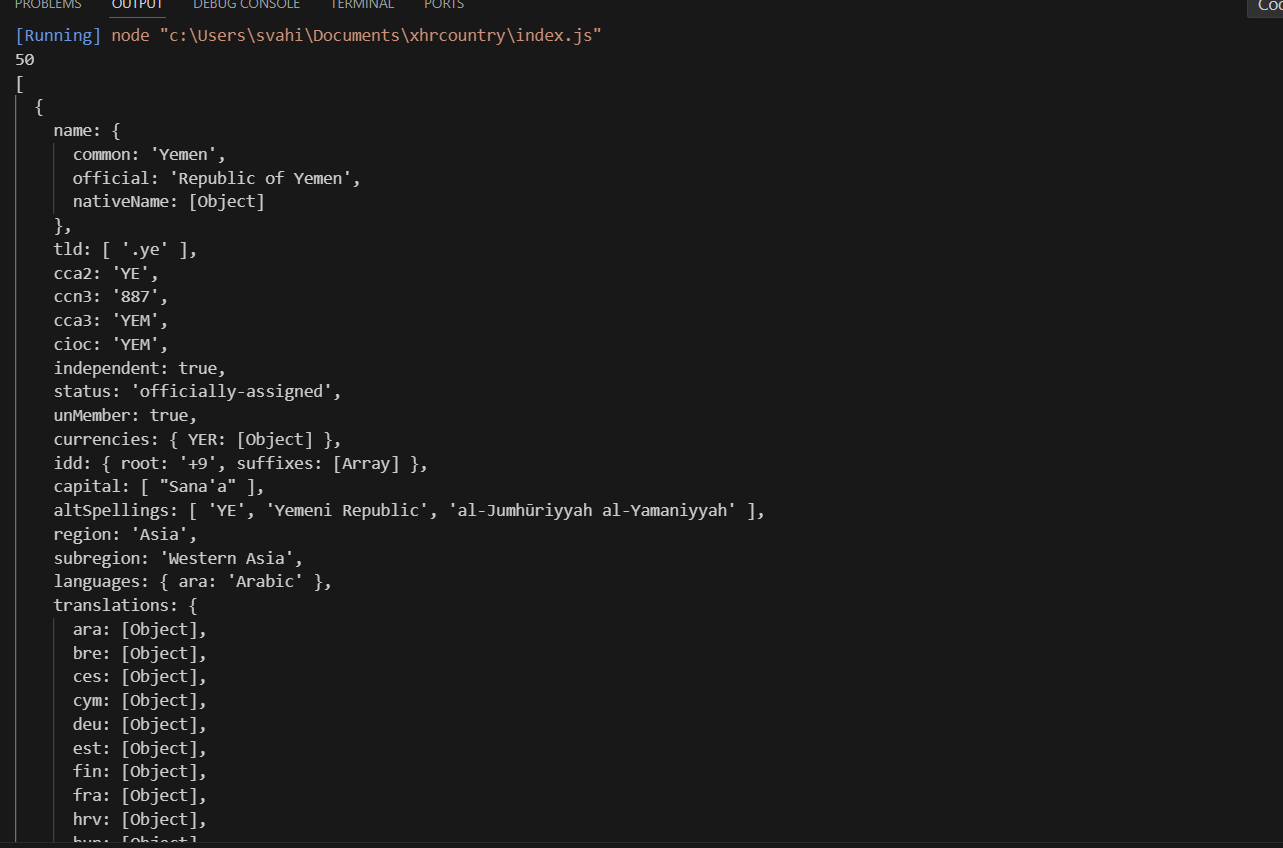 PROBLEMS OUTPUT DEBUG CONSOLE TERMINAL PORTS
[Running] node "c:\Users\svahi\Documents\xhrcountry\index.js"
50
[
  {
    name: {
      common: 'Yemen',
      official: 'Republic of Yemen',
      nativeName: [Object]
    },
    tld: [ '.ye' ],
    cca2: 'YE',
    ccn3: '887',
    cca3: 'YEM',
    cioc: 'YEM',
    independent: true,
    status: 'officially-assigned',
    unMember: true,
    currencies: { YER: [Object] },
    idd: { root: '+9', suffixes: [Array] },
    capital: [ "Sana'a" ],
    altSpellings: [ 'YE', 'Yemeni Republic', 'al-Jumhūriyyah al-Yamaniyyah' ],
    region: 'Asia',
    subregion: 'Western Asia',
    languages: { ara: 'Arabic' },
    translations: {
      ara: [Object],
      bre: [Object],
      ces: [Object],
      cym: [Object],
      deu: [Object],
      est: [Object],
      fin: [Object],
      fra: [Object],
      hrv: [Object],